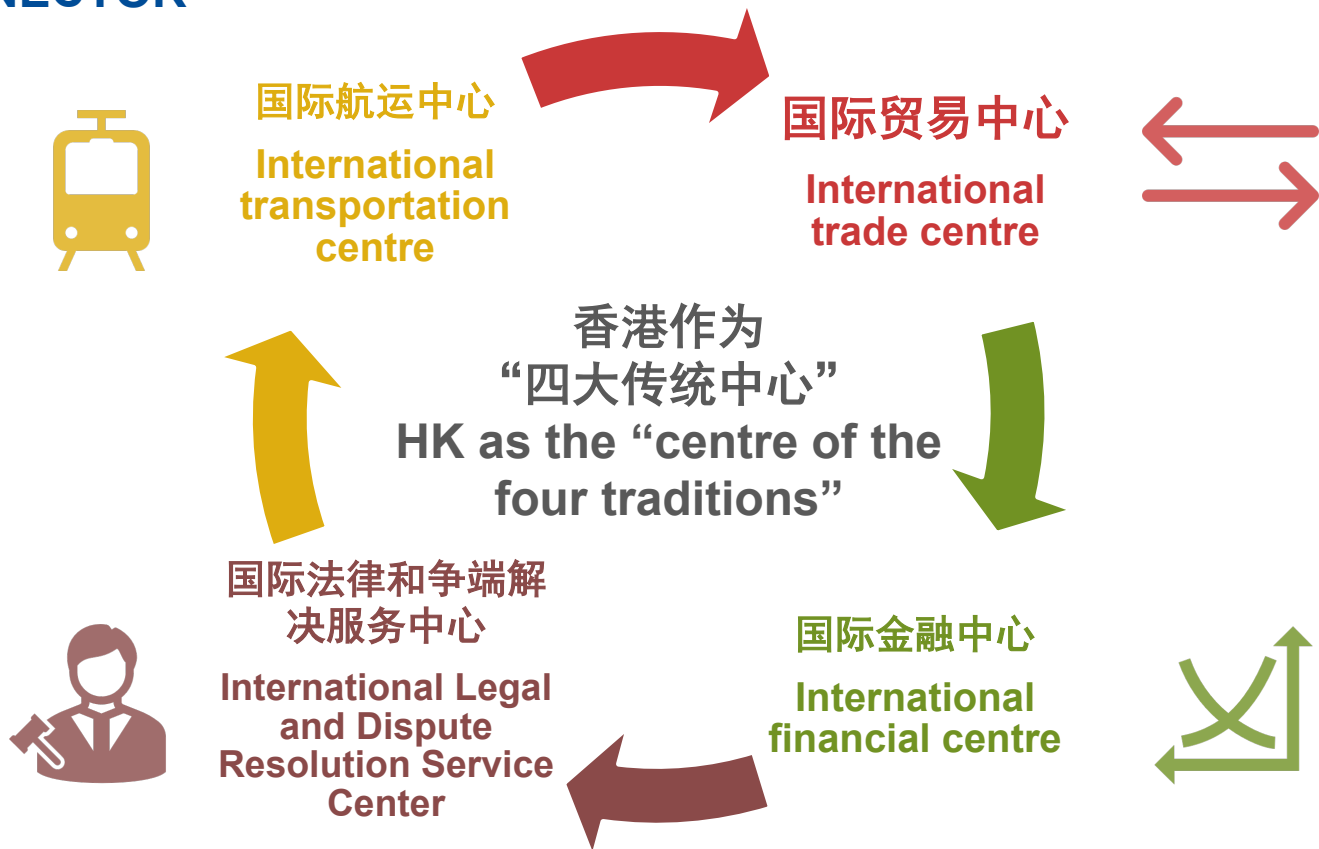 国际航运中心
International
transportation
centre
国际贸易中心
International
trade centre
香港作为
“四大传统中心”
HK as the “centre of the
four traditions”
国际法律和争端解
决服务中心
International Legal
and Dispute
Resolution Service
Center
国际金融中心
International
financial centre